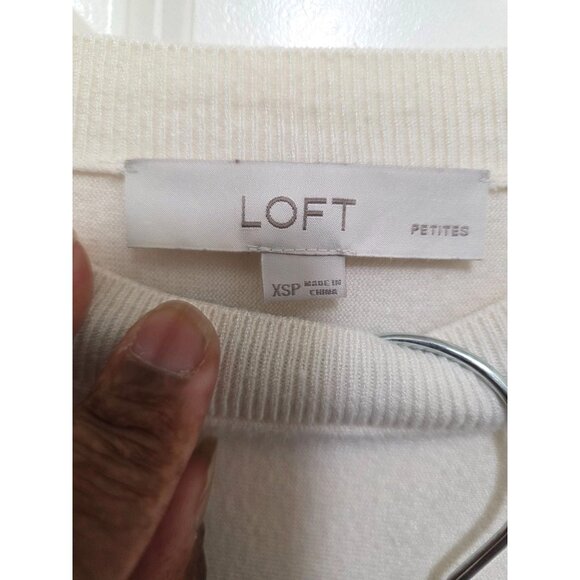 LOFT
PETITES
XSP MADE IN
CHINA